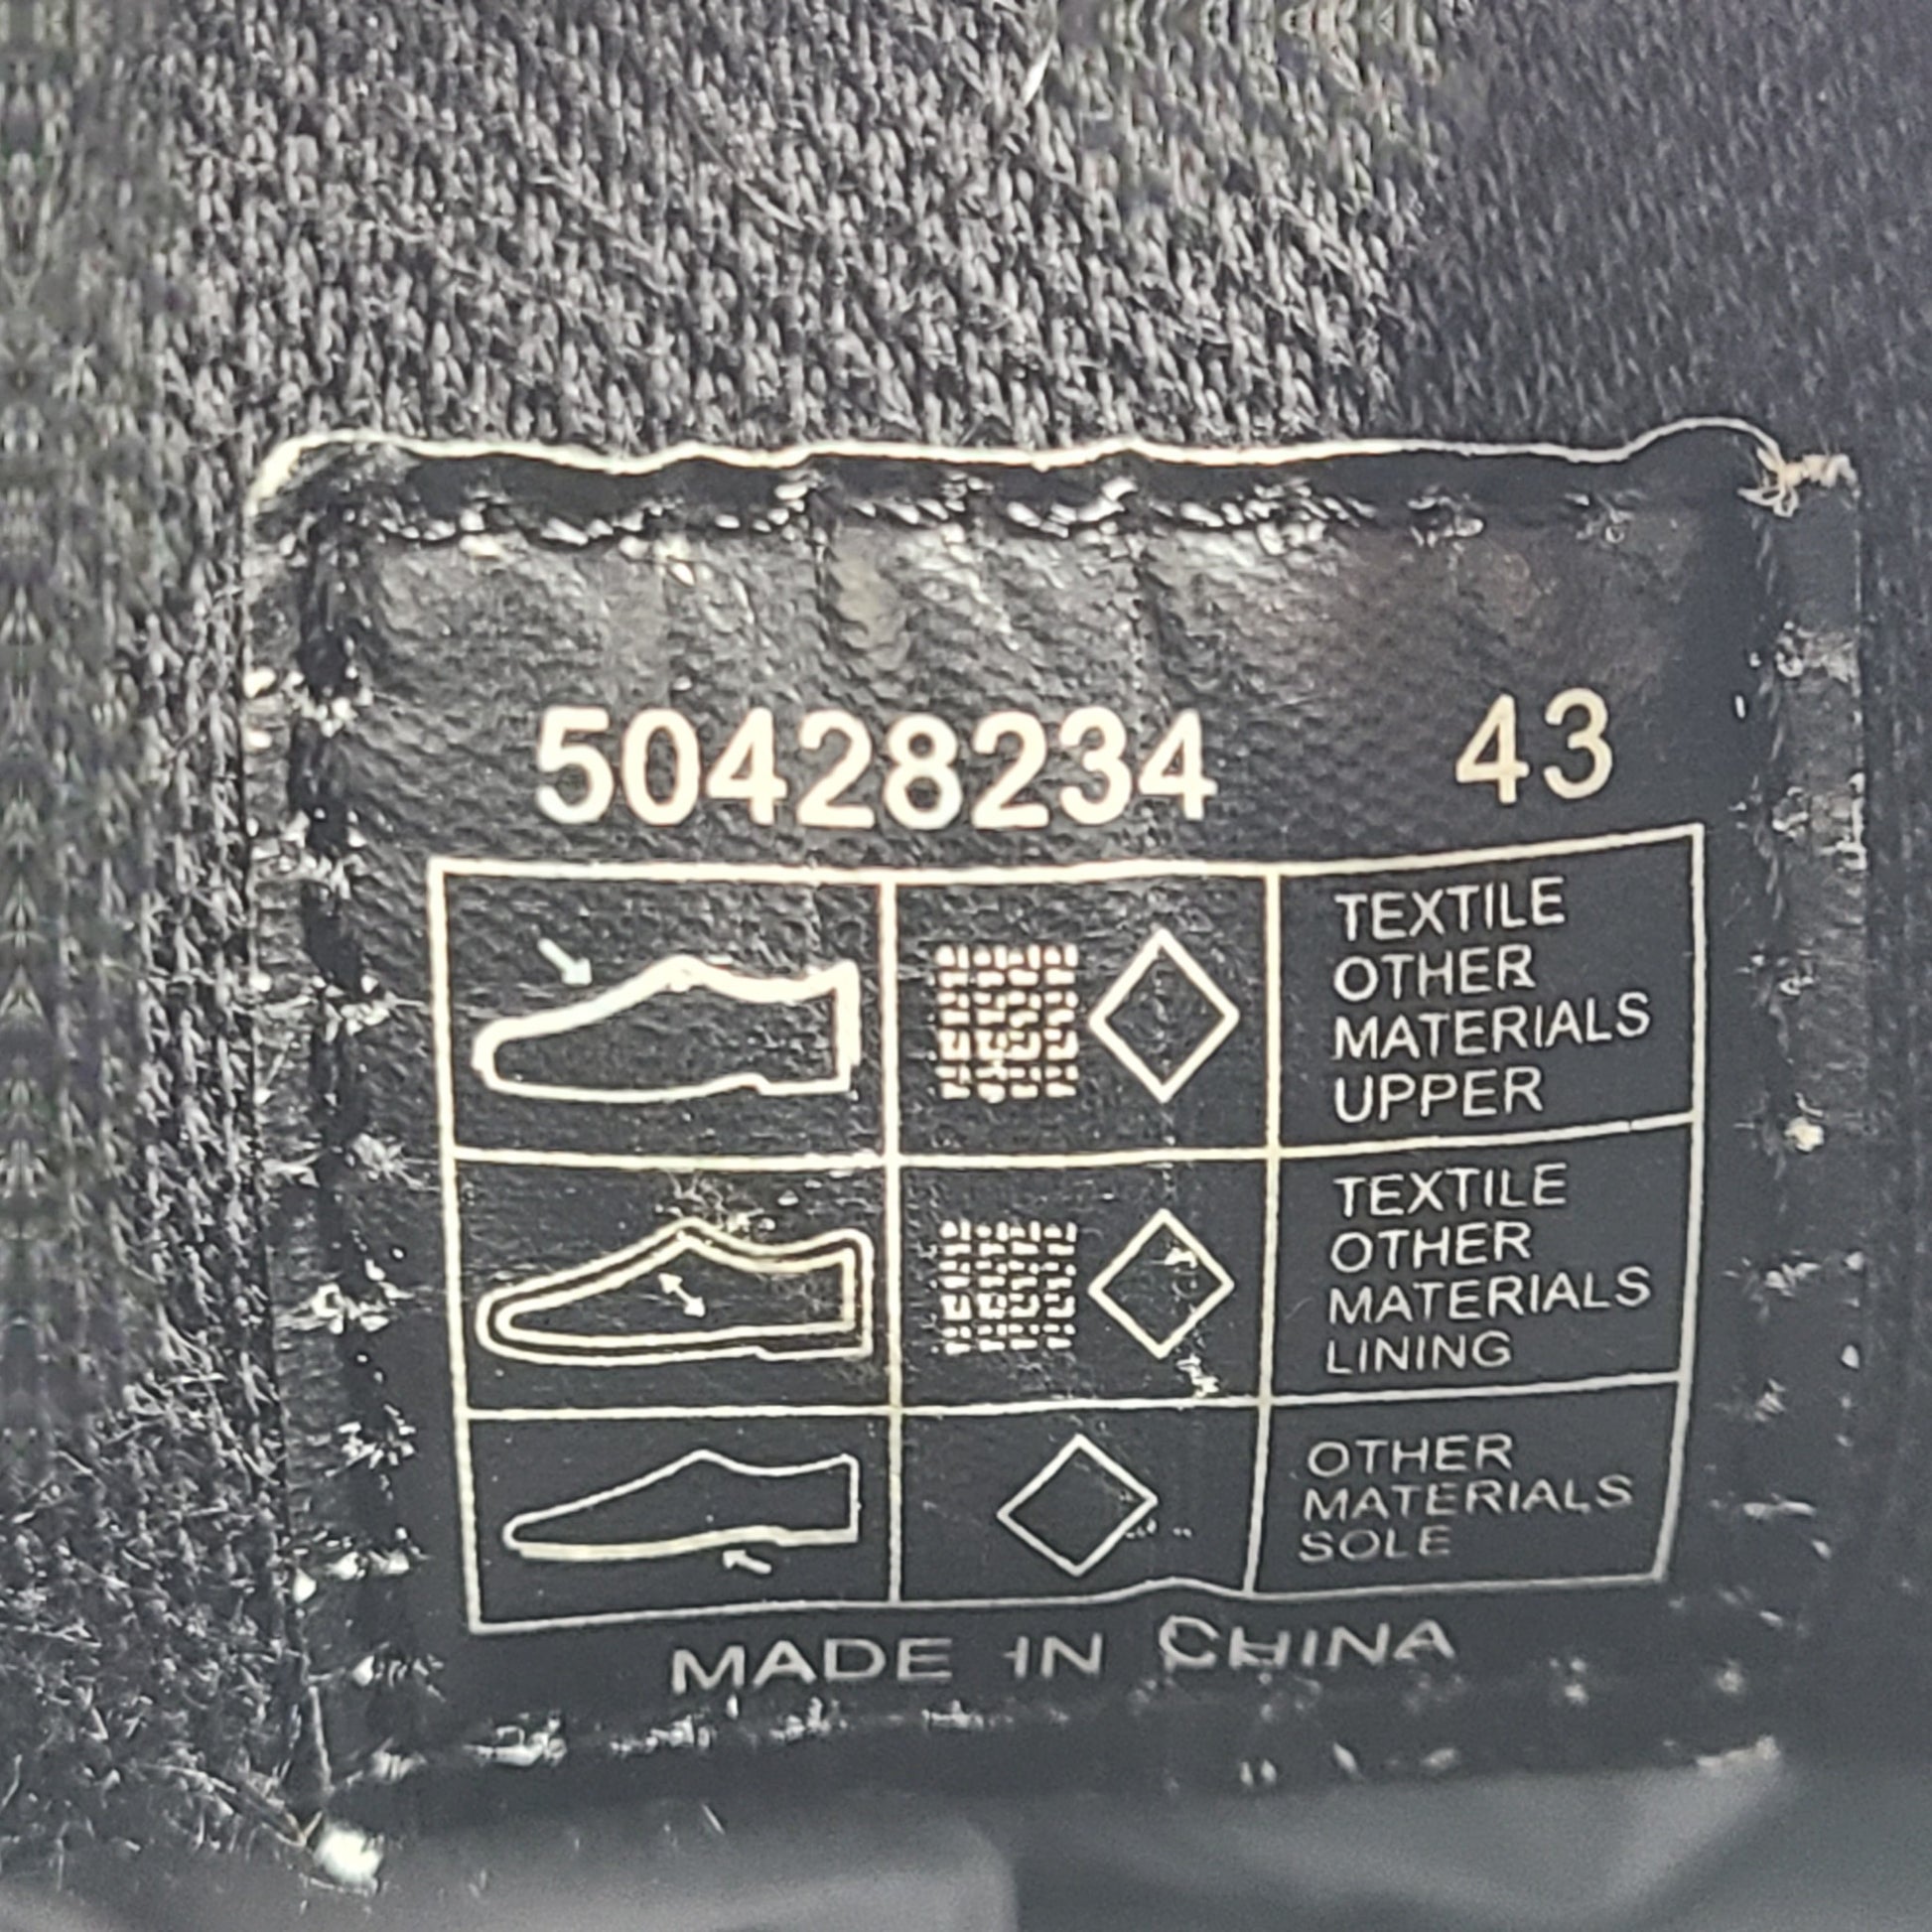 50428234 43
TEXTILE
OTHER
MATERIALS
UPPER
TEXTILE
OTHER
MATERIALS
LINING
OTHER
MATERIALS
SOLE
MADE IN CHINA